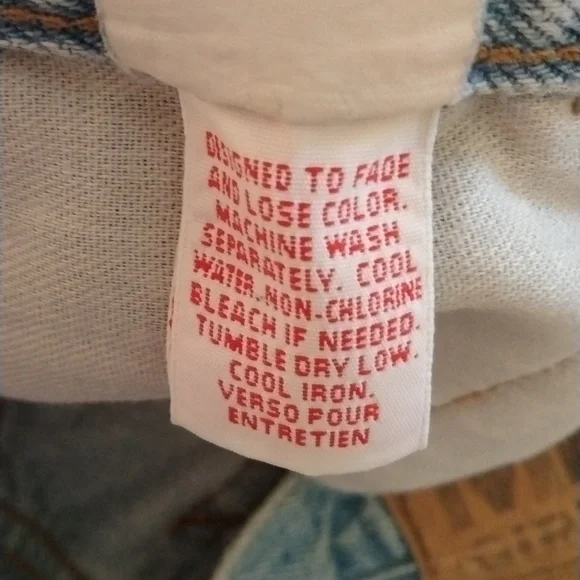 DESIGNED TO FADE
AND LOSE COLOR.
MACHINE WASH
SEPARATELY. COOL
WATER. NON-CHLORINE
BLEACH IF NEEDED.
TUMBLE DRY LOW.
COOL IRON.
VERSO POUR
ENTRETIEN